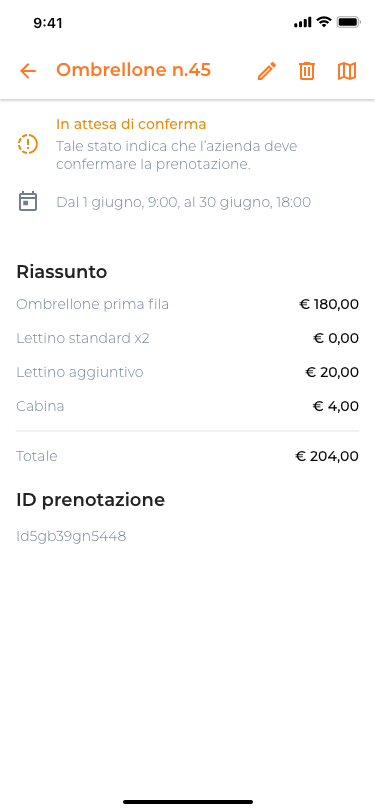 9:41
Ombrellone n.45
In attesa di conferma
Tale stato indica che l'azienda deve
confermare la prenotazione.
Dal 1 giugno, 9:00, al 30 giugno, 18:00
Riassunto
Ombrellone prima fila € 180,00
Lettino standard x2 € 0,00
Lettino aggiuntivo € 20,00
Cabina € 4,00
Totale € 204,00
ID prenotazione
Id5gb39gn5448